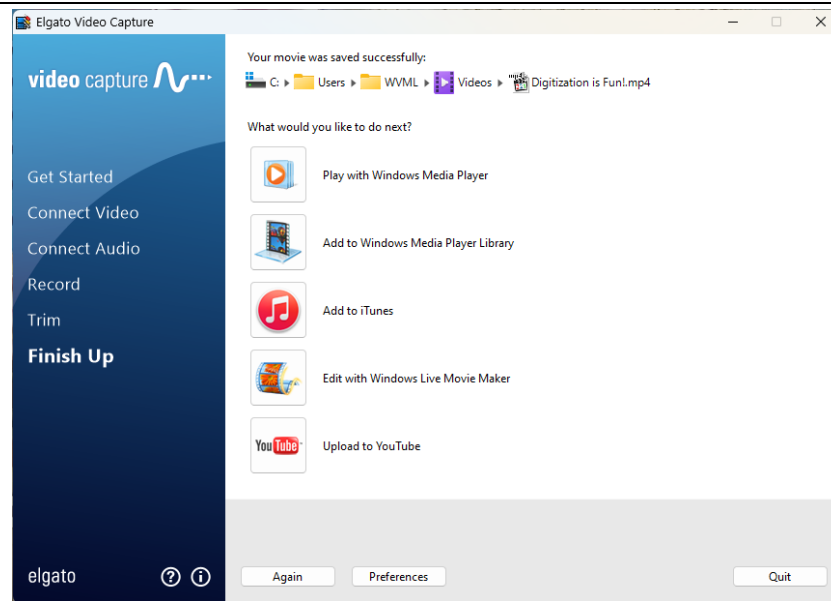 Elgato Video Capture
video capture
Get Started
Connect Video
Connect Audio
Record
Trim
Finish Up
elgato
Your movie was saved successfully:
C: Users WVML Videos Digitization is Fun!.mp4
What would you like to do next?
Play with Windows Media Player
Add to Windows Media Player Library
Add to iTunes
Edit with Windows Live Movie Maker
YouTube Upload to YouTube
Again Preferences Quit